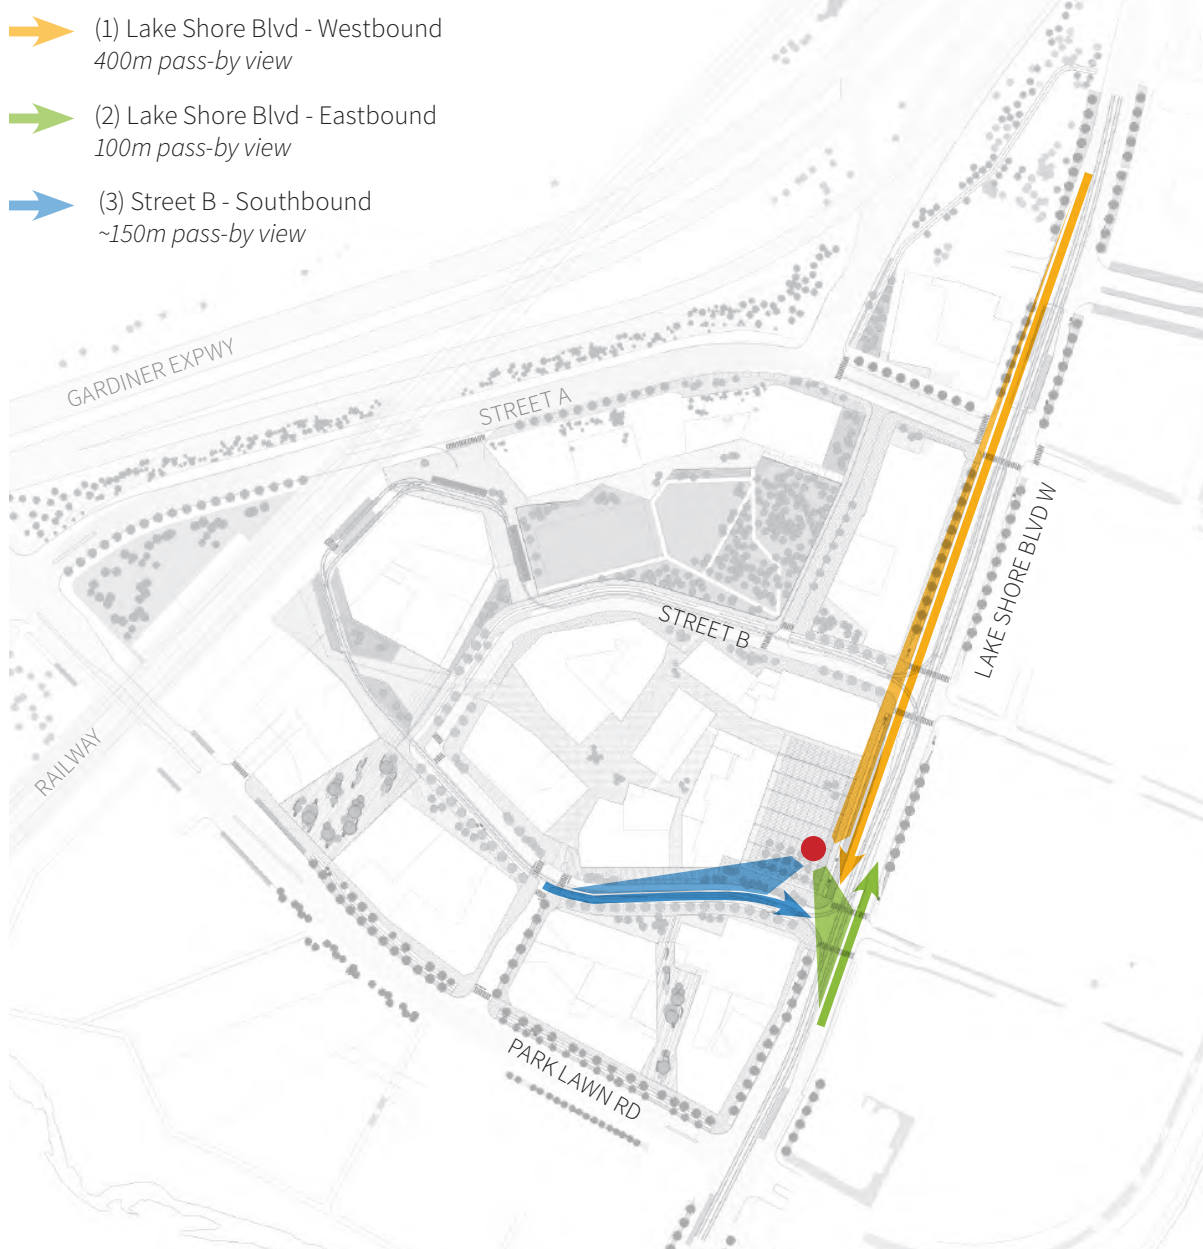 (1) Lake Shore Blvd - Westbound
400m pass-by view
(2) Lake Shore Blvd - Eastbound
100m pass-by view
(3) Street B - Southbound
~150m pass-by view
GARDINER EXPWY
STREET A
LAKE SHORE BLVD W
STREET B
RAILWAY
PARK LAWN RD